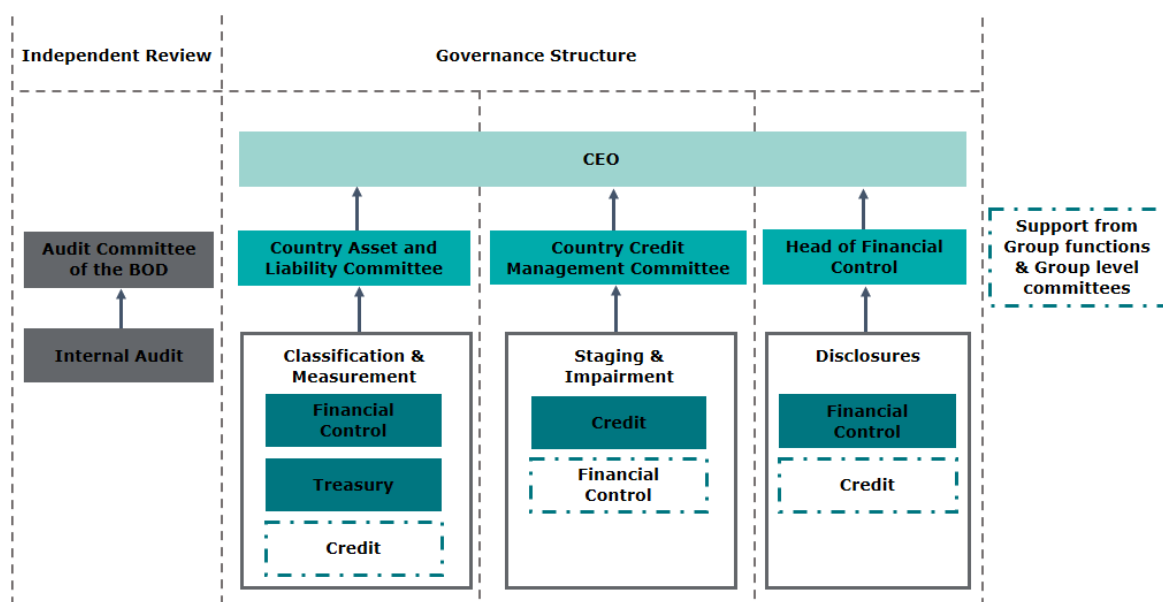 Independent Review
Governance Structure
CEO
Audit Committee
of the BOD
Country Asset and
Liability Committee
Country Credit
Management Committee
Head of Financial
Control
Support from
Group functions
& Group level
committees
Internal Audit
Classification &
Measurement
Financial
Control
Treasury
Credit
Staging &
Impairment
Credit
Financial
Control
Disclosures
Financial
Control
Credit